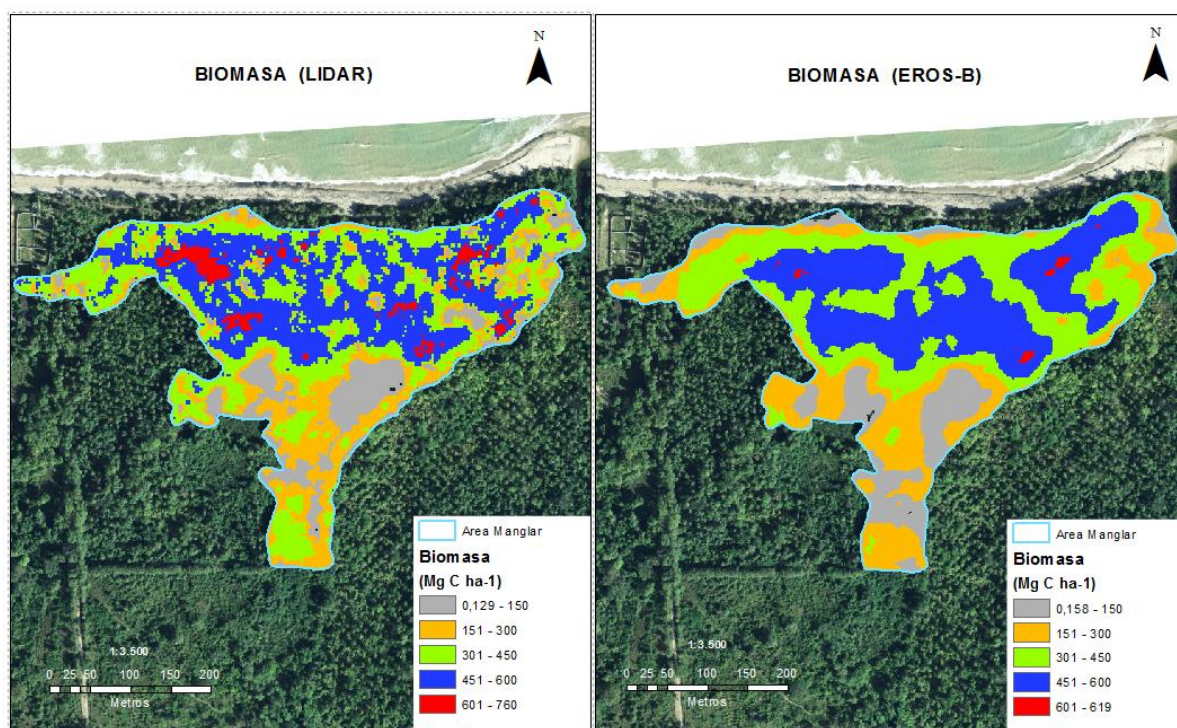 N
BIOMASA (LIDAR)
Area Manglar
Biomasa
(Mg C ha-1)
0,129 - 150
151 - 300
301 - 450
451 - 600
601 - 760
1:3.500
0 25 50 100 150 200
Metros
N
BIOMASA (EROS-B)
Area Manglar
Biomasa
(Mg C ha-1)
0,158 - 150
151 - 300
301 - 450
451 - 600
601 - 619
1:3.500
0 25 50 100 150 200
Metros